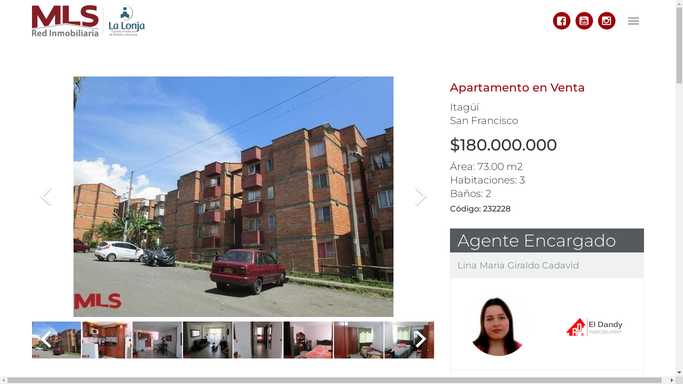 MLS
Red Inmobiliaria
La Lonja
Apartamento en Venta
Itagüí
San Francisco
$180.000.000
Área: 73.00 m2
Habitaciones: 3
Baños: 2
Código: 232228
MLS
Agente Encargado
Lina Maria Giraldo Cadavid
El Dandy